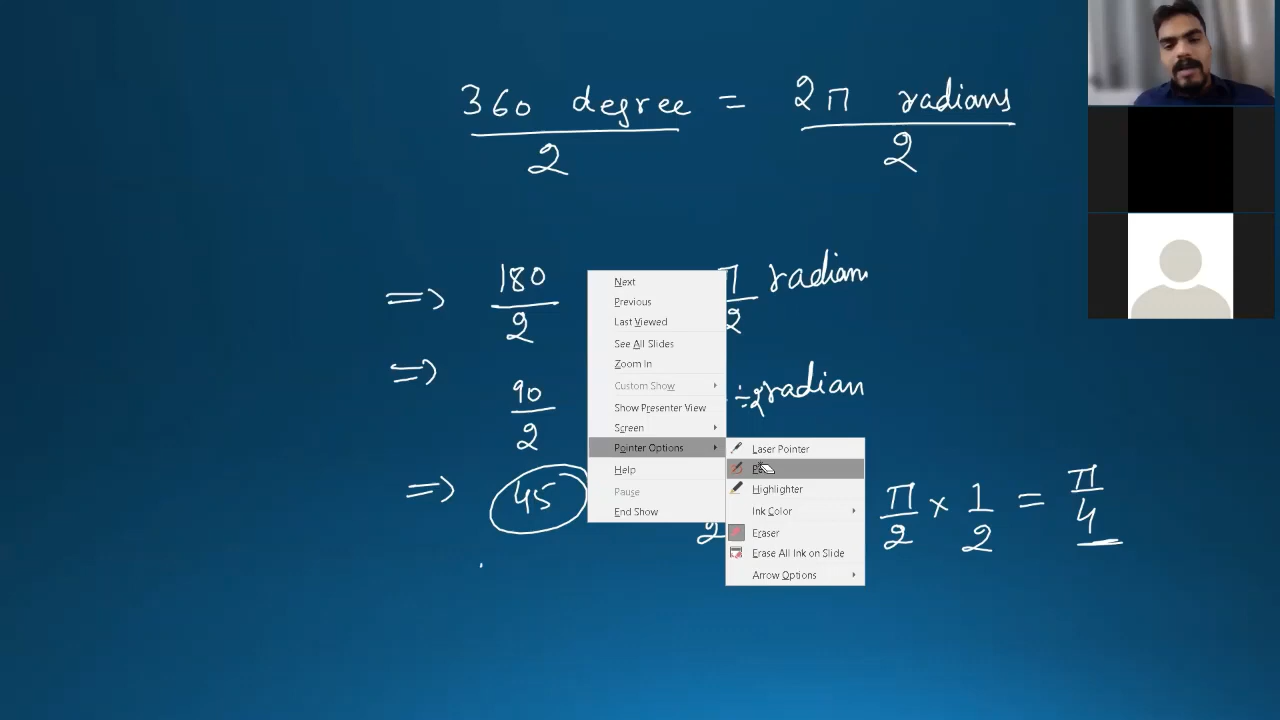 360 degree = 2π radians
2 2
=> 180 π radian
2 2
=> 90 ÷2 radian
2
=> 45 2 π × 1 = π
2 2 4
Next
Previous
Last Viewed
See All Slides
Zoom In
Custom Show
Show Presenter View
Screen
Pointer Options
Help
Pause
End Show
Laser Pointer
Highlighter
Ink Color
Eraser
Erase All Ink on Slide
Arrow Options